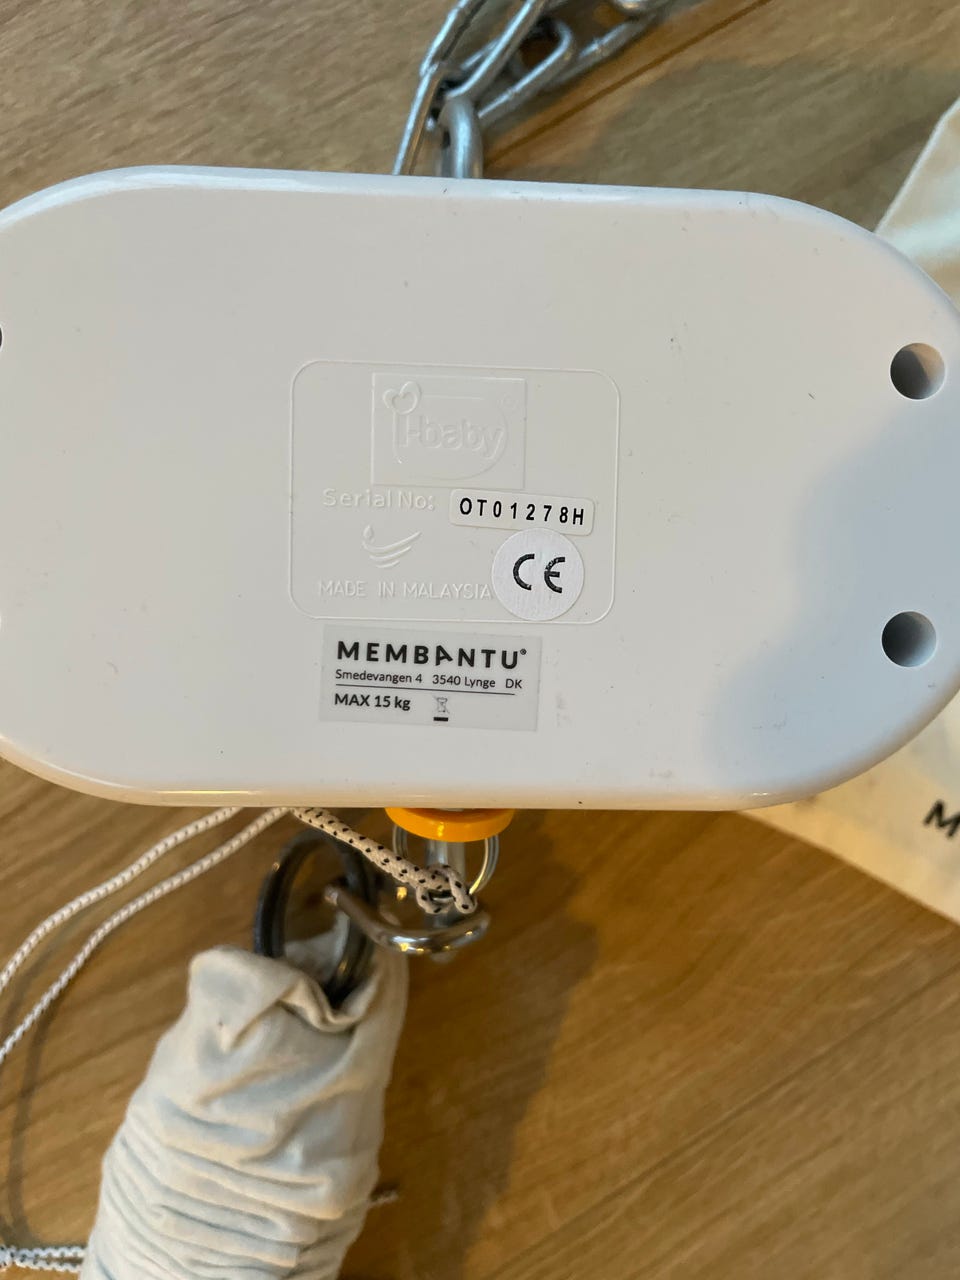 i-baby
Serial No: OT01278H
CE
MADE IN MALAYSIA
MEMBANTU®
Smedevangen 4 3540 Lynge DK
MAX 15 kg
M